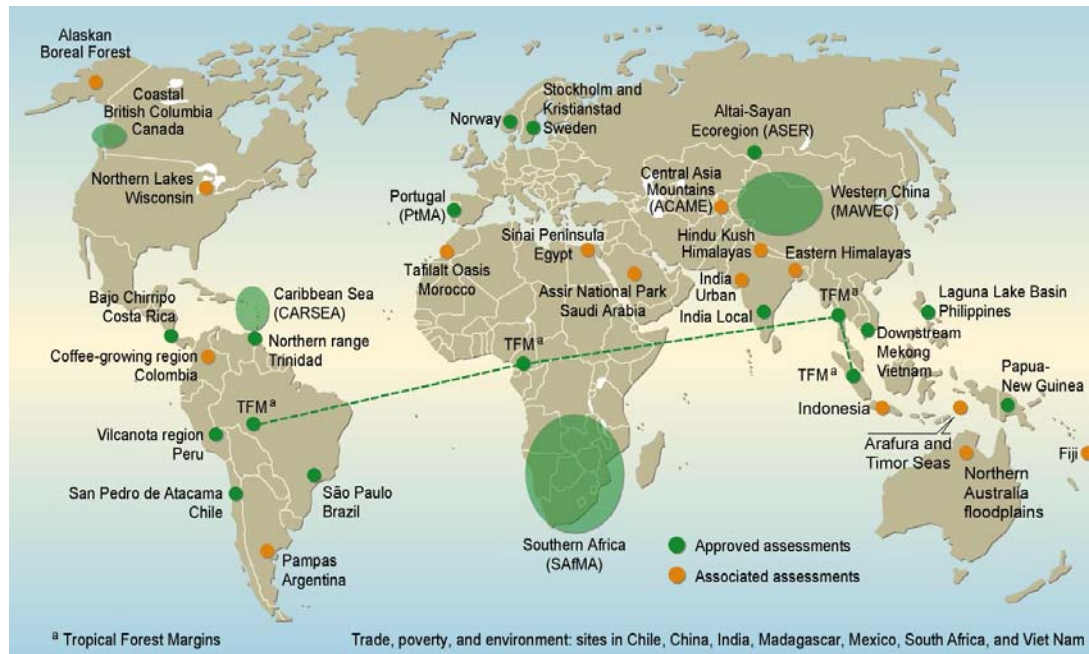 Alaskan
Boreal Forest
Coastal
British Columbia
Canada
Northern Lakes
Wisconsin
Norway
Stockholm and
Kristianstad
Sweden
Altai-Sayan
Ecoregion (ASER)
Central Asia
Mountains
(ACAME)
Western China
(MAWEC)
Portugal
(PtMA)
Sinai Peninsula
Egypt
Hindu Kush
Himalayas
Eastern Himalayas
Tafilalt Oasis
Morocco
Assir National Park
Saudi Arabia
India
Urban
India Local
Bajo Chirripo
Costa Rica
Caribbean Sea
(CARSEA)
Northern range
Trinidad
Coffee-growing region
Colombia
TFMᵃ
TFMᵃ
TFMᵃ
TFMᵃ
Laguna Lake Basin
Philippines
Downstream
Mekong
Vietnam
Papua-
New Guinea
Indonesia
Arafura and
Timor Seas
Fiji
Northern
Australia
floodplains
Vilcanota region
Peru
San Pedro de Atacama
Chile
São Paulo
Brazil
Pampas
Argentina
Southern Africa
(SAfMA)
Approved assessments
Associated assessments
ᵃ Tropical Forest Margins
Trade, poverty, and environment: sites in Chile, China, India, Madagascar, Mexico, South Africa, and Viet Nam